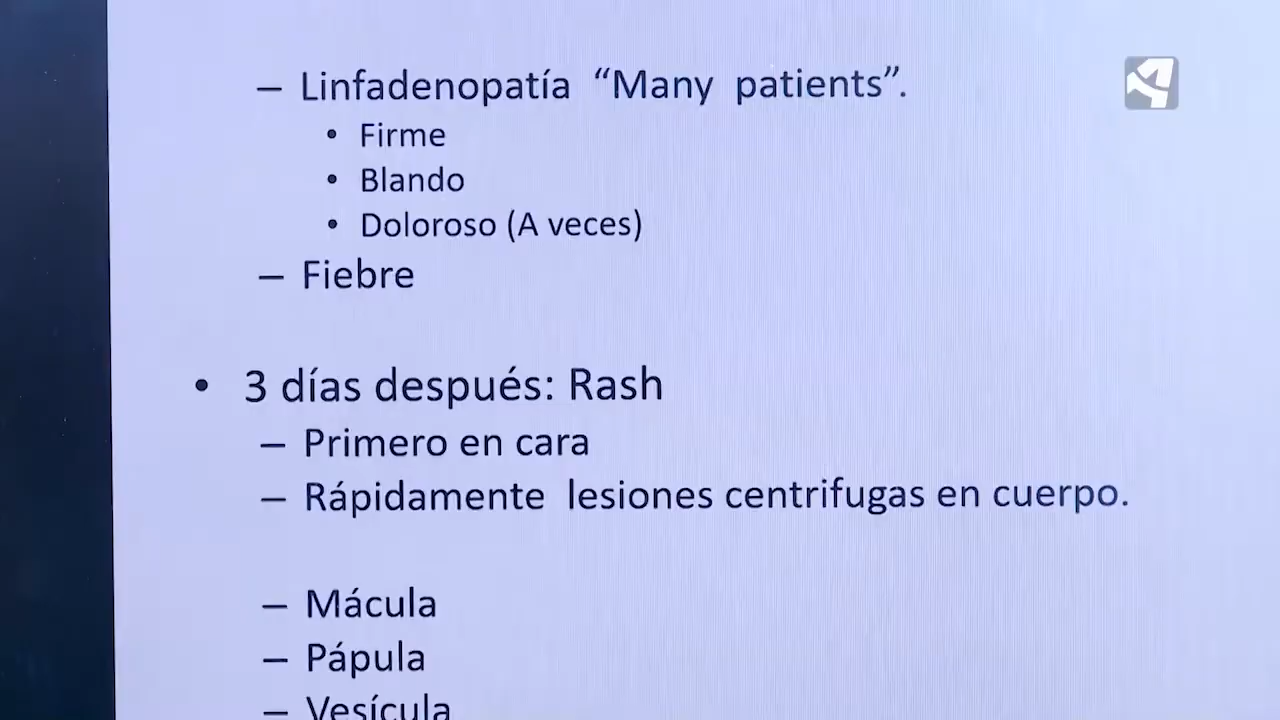 – Linfadenopatía “Many patients”.
• Firme
• Blando
• Doloroso (A veces)
– Fiebre
• 3 días después: Rash
– Primero en cara
– Rápidamente lesiones centrifugas en cuerpo.
– Mácula
– Pápula
– Vesícula